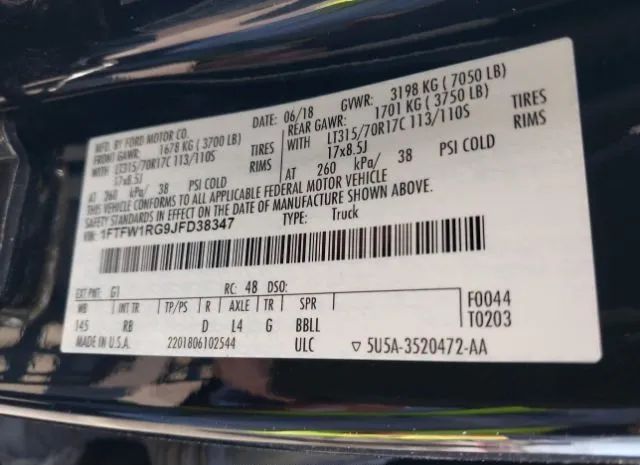 MFD. BY FORD MOTOR CO.
DATE: 06/18 GVWR: 3198 KG ( 7050 LB)
FRONT GAWR: 1678 KG ( 3700 LB)
REAR GAWR: 1701 KG ( 3750 LB)
WITH LT315/70R17C 113/110S TIRES
WITH LT315/70R17C 113/110S TIRES
17x8.5J RIMS
17x8.5J RIMS
AT 260 kPa/ 38 PSI COLD
AT 260 kPa/ 38 PSI COLD
THIS VEHICLE CONFORMS TO ALL APPLICABLE FEDERAL MOTOR VEHICLE
SAFETY STANDARDS IN EFFECT ON THE DATE OF MANUFACTURE SHOWN ABOVE.
VIN: 1FTFW1RG9JFD38347
TYPE: Truck
EXT PNT: G1 RC: 48 DSO:
WB INT TR TP/PS R AXLE TR SPR
F0044
145 RB D L4 G BBLL
T0203
MADE IN U.S.A. 2201806102544 ULC ▽ 5U5A-3520472-AA